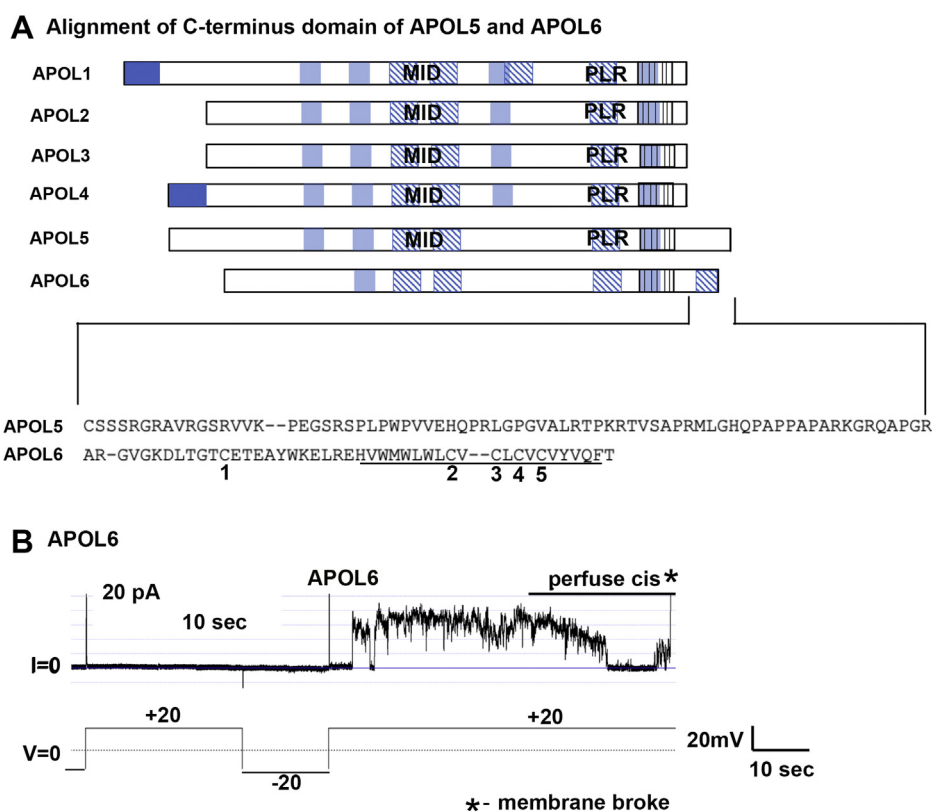 A Alignment of C-terminus domain of APOL5 and APOL6
APOL1 MID PLR
APOL2 MID PLR
APOL3 MID PLR
APOL4 MID PLR
APOL5 MID PLR
APOL6
APOL5 CSSSRGRAVRGSRVVK--PEGSRSPLPWPVVEHQPRLGPGVALRTPKRTVSAPRMLGHQPAPPAPARKGRQAPGR
APOL6 AR-GVGKDLTGTCETEAYWKELREHVWMWLWLCV--CLCVCVYVQFT
1 2 3 4 5
B APOL6
APOL6 perfuse cis *
20 pA
10 sec
I=0
+20 +20
V=0 20mV
-20 10 sec
*- membrane broke